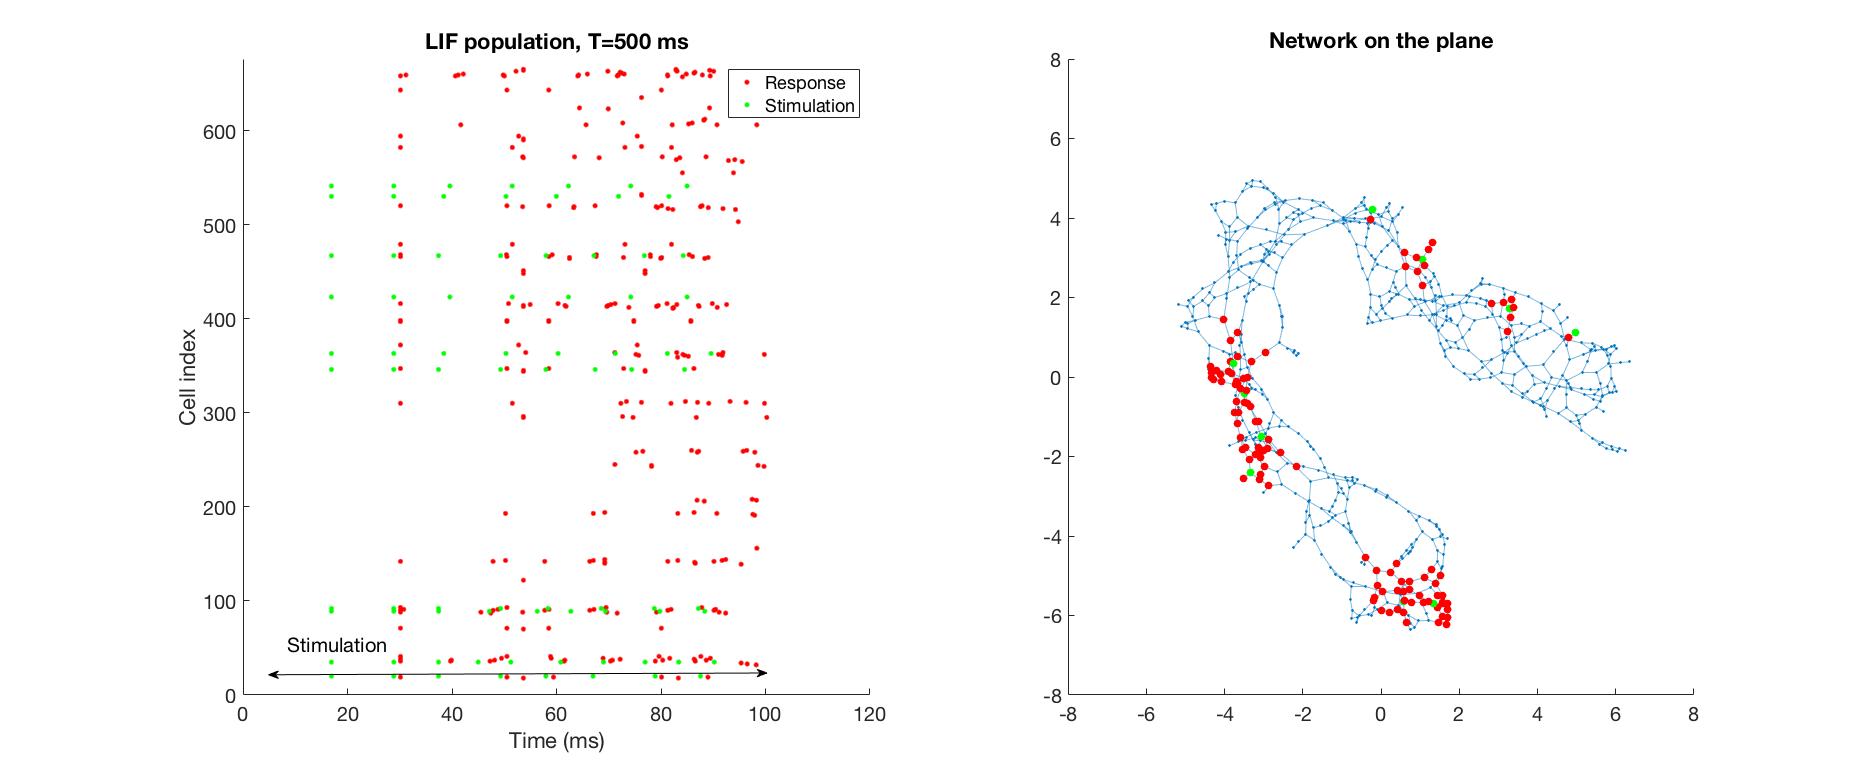 LIF population, T=500 ms
Response
Stimulation
Cell index
600
500
400
300
200
100
0
Stimulation
0 20 40 60 80 100 120
Time (ms)
Network on the plane
8
6
4
2
0
-2
-4
-6
-8
-8 -6 -4 -2 0 2 4 6 8